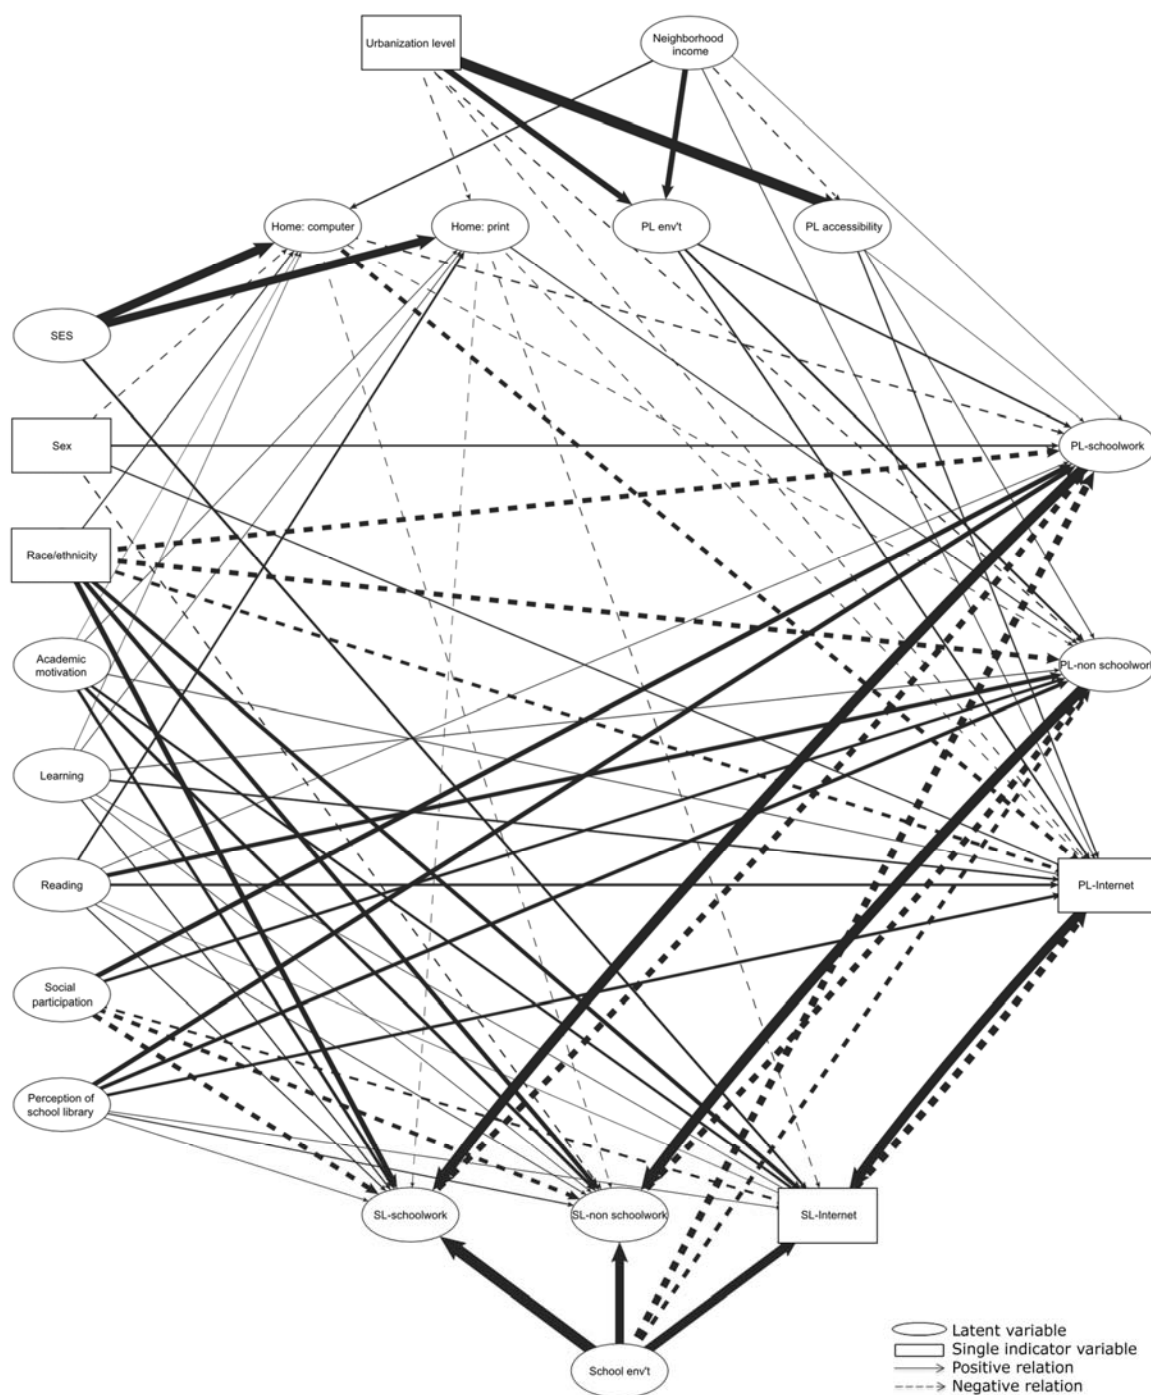 Urbanization level
Neighborhood
income
Home: computer
Home: print
PL env't
PL accessibility
SES
Sex
PL-schoolwork
Race/ethnicity
Academic
motivation
PL-non schoolwork
Learning
Reading
PL-Internet
Social
participation
Perception of
school library
SL-schoolwork
SL-non schoolwork
SL-Internet
School env't
Latent variable
Single indicator variable
Positive relation
Negative relation